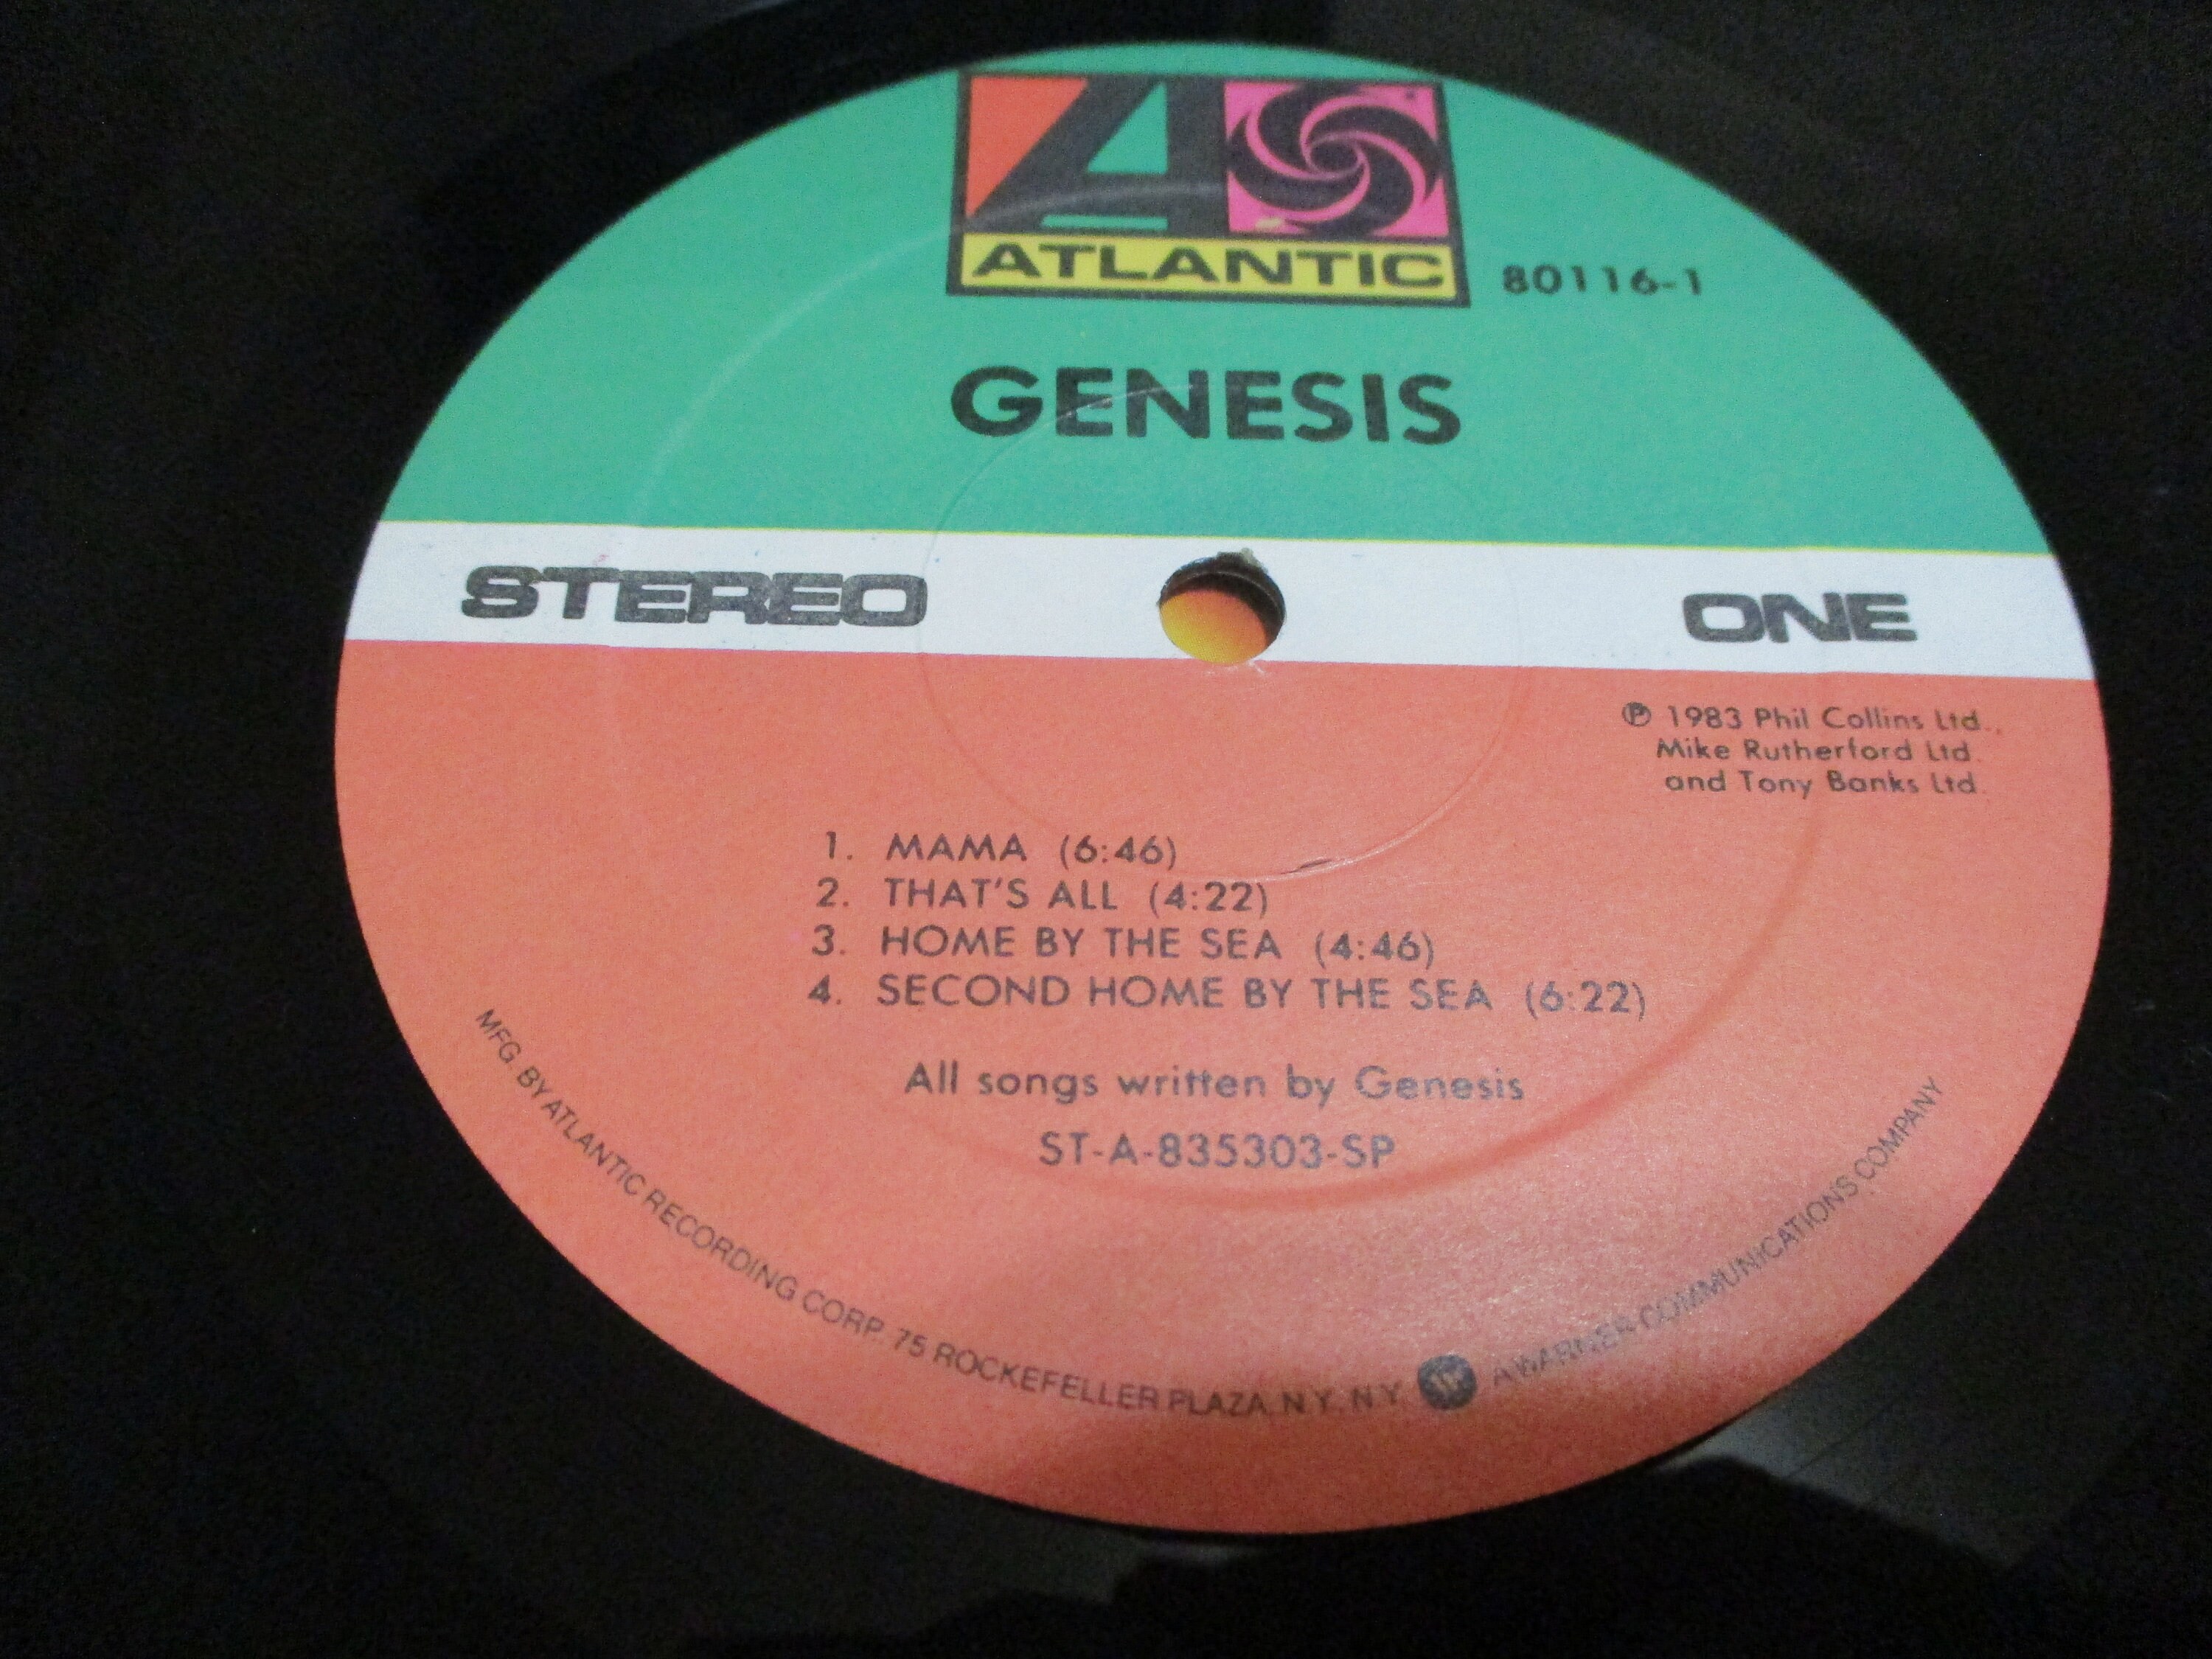 ATLANTIC
80116-1
GENESIS
STEREO
ONE
℗ 1983 Phil Collins Ltd.,
Mike Rutherford Ltd.
and Tony Banks Ltd.
1. MAMA (6:46)
2. THAT'S ALL (4:22)
3. HOME BY THE SEA (4:46)
4. SECOND HOME BY THE SEA (6:22)
All songs written by Genesis
ST-A-835303-SP
MFG. BY ATLANTIC RECORDING CORP. 75 ROCKEFELLER PLAZA, N.Y. N.Y. A WARNER COMMUNICATIONS COMPANY